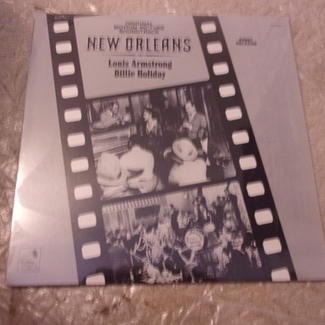 ORIGINAL
MOTION PICTURE
SOUNDTRACK
NEW ORLEANS
Louis Armstrong
Billie Holiday